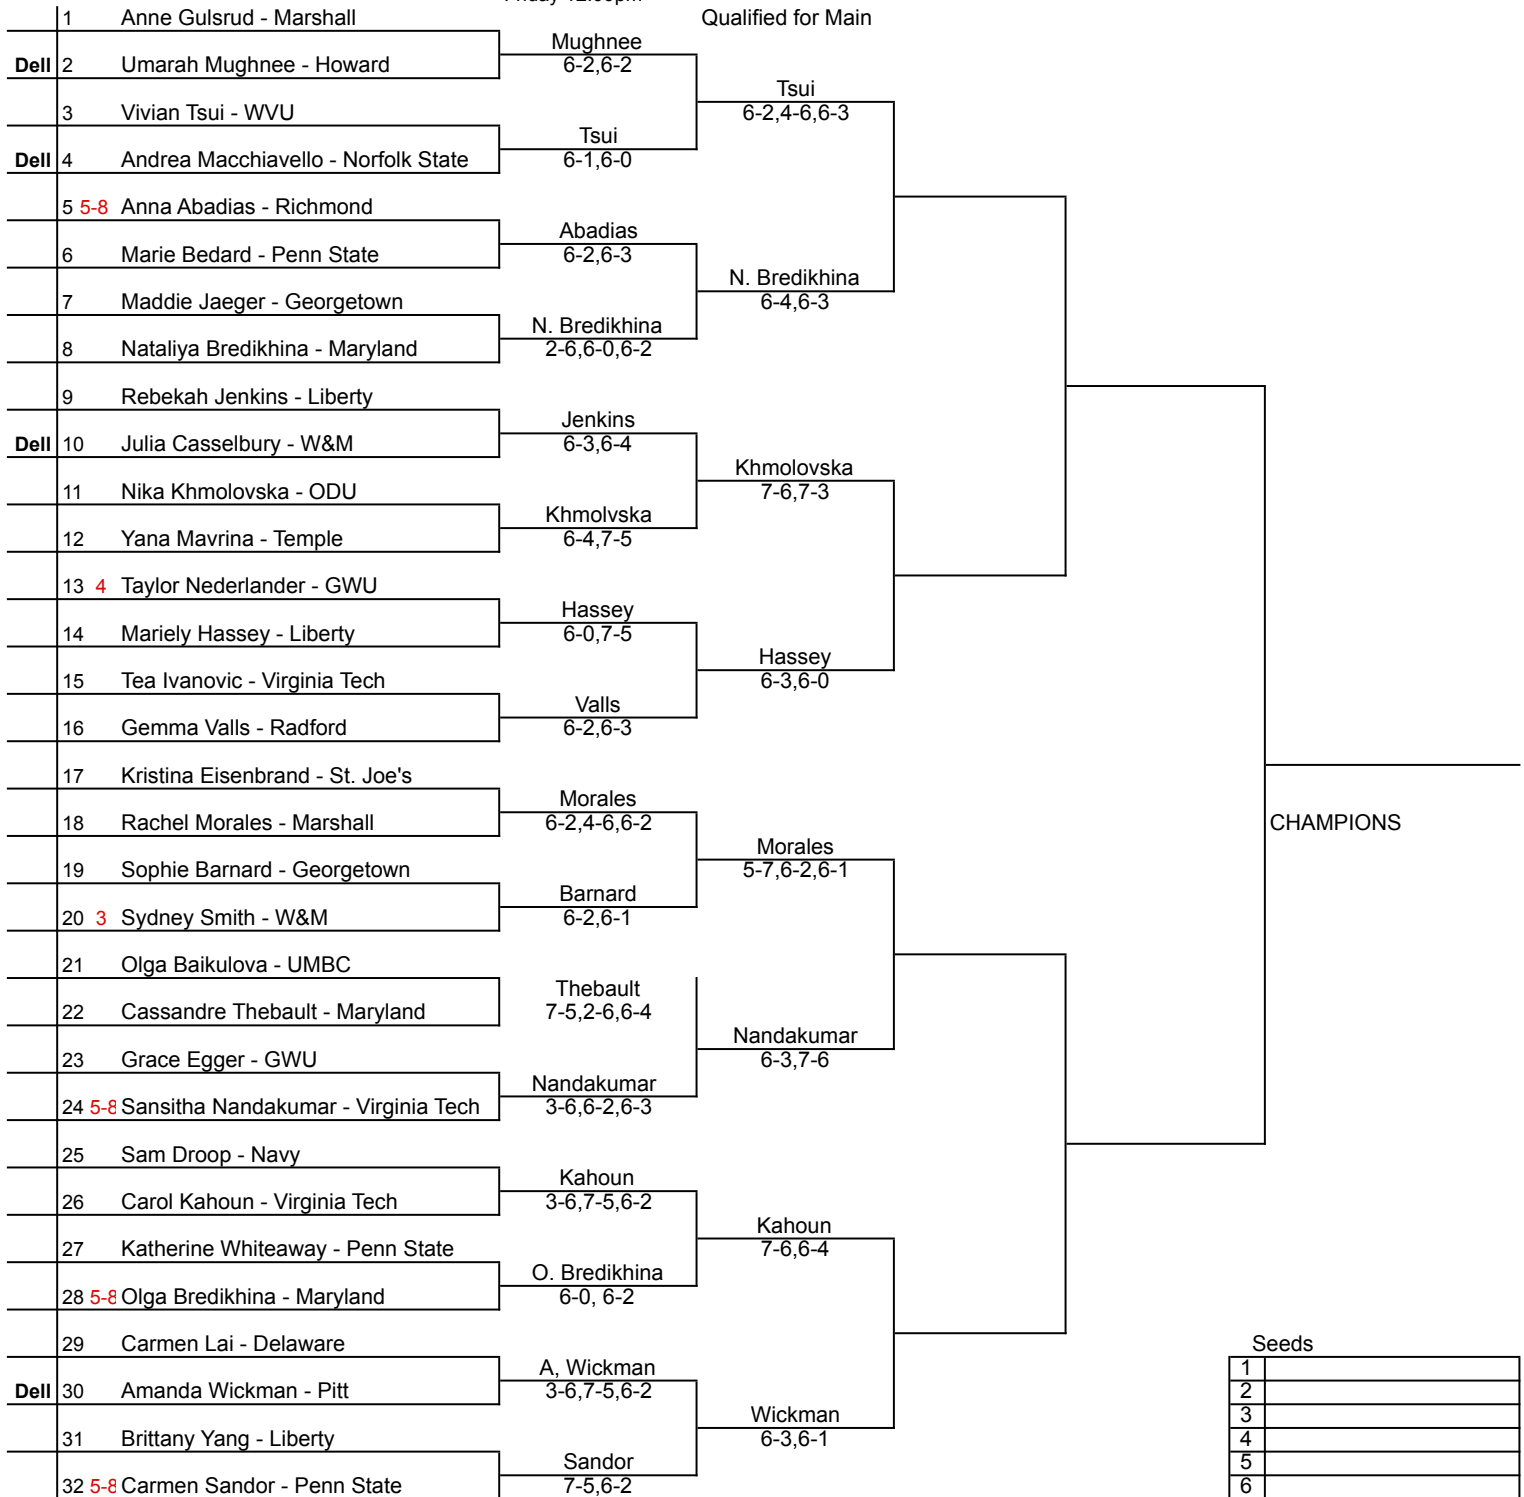 Qualified for Main
1 Anne Gulsrud - Marshall
Mughnee
Dell 2 Umarah Mughnee - Howard
6-2,6-2
Tsui
3 Vivian Tsui - WVU
6-2,4-6,6-3
Tsui
Dell 4 Andrea Macchiavello - Norfolk State
6-1,6-0
5 5-8 Anna Abadias - Richmond
Abadias
6 Marie Bedard - Penn State
6-2,6-3
N. Bredikhina
7 Maddie Jaeger - Georgetown
6-4,6-3
N. Bredikhina
8 Nataliya Bredikhina - Maryland
2-6,6-0,6-2
9 Rebekah Jenkins - Liberty
Jenkins
Dell 10 Julia Casselbury - W&M
6-3,6-4
Khmolovska
11 Nika Khmolovska - ODU
7-6,7-3
Khmolvska
12 Yana Mavrina - Temple
6-4,7-5
13 4 Taylor Nederlander - GWU
Hassey
14 Mariely Hassey - Liberty
6-0,7-5
Hassey
15 Tea Ivanovic - Virginia Tech
6-3,6-0
Valls
16 Gemma Valls - Radford
6-2,6-3
17 Kristina Eisenbrand - St. Joe's
Morales
18 Rachel Morales - Marshall
6-2,4-6,6-2
CHAMPIONS
Morales
19 Sophie Barnard - Georgetown
5-7,6-2,6-1
Barnard
20 3 Sydney Smith - W&M
6-2,6-1
21 Olga Baikulova - UMBC
Thebault
22 Cassandre Thebault - Maryland
7-5,2-6,6-4
Nandakumar
23 Grace Egger - GWU
6-3,7-6
Nandakumar
24 5-8 Sansitha Nandakumar - Virginia Tech
3-6,6-2,6-3
25 Sam Droop - Navy
Kahoun
26 Carol Kahoun - Virginia Tech
3-6,7-5,6-2
Kahoun
27 Katherine Whiteaway - Penn State
7-6,6-4
O. Bredikhina
28 5-8 Olga Bredikhina - Maryland
6-0, 6-2
29 Carmen Lai - Delaware
Seeds
A, Wickman
1
Dell 30 Amanda Wickman - Pitt
3-6,7-5,6-2
2
Wickman
3
31 Brittany Yang - Liberty
6-3,6-1
4
Sandor
5
32 5-8 Carmen Sandor - Penn State
7-5,6-2
6